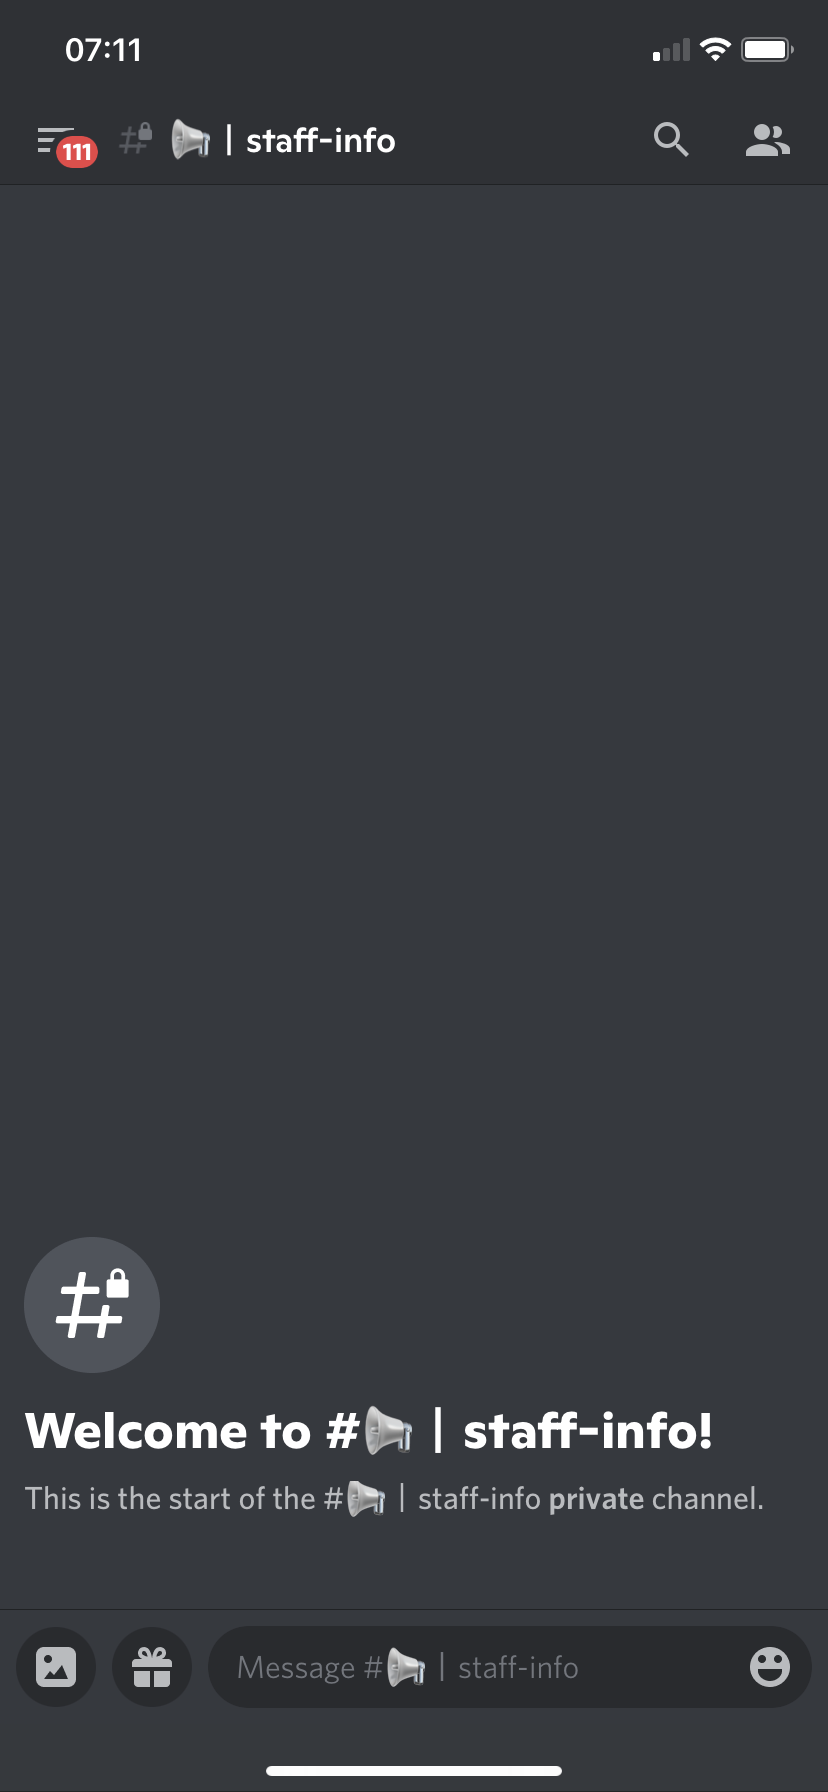 07:11
111
📢 | staff-info
Welcome to #📢 | staff-info!
This is the start of the #📢 | staff-info private channel.
Message #📢 | staff-info